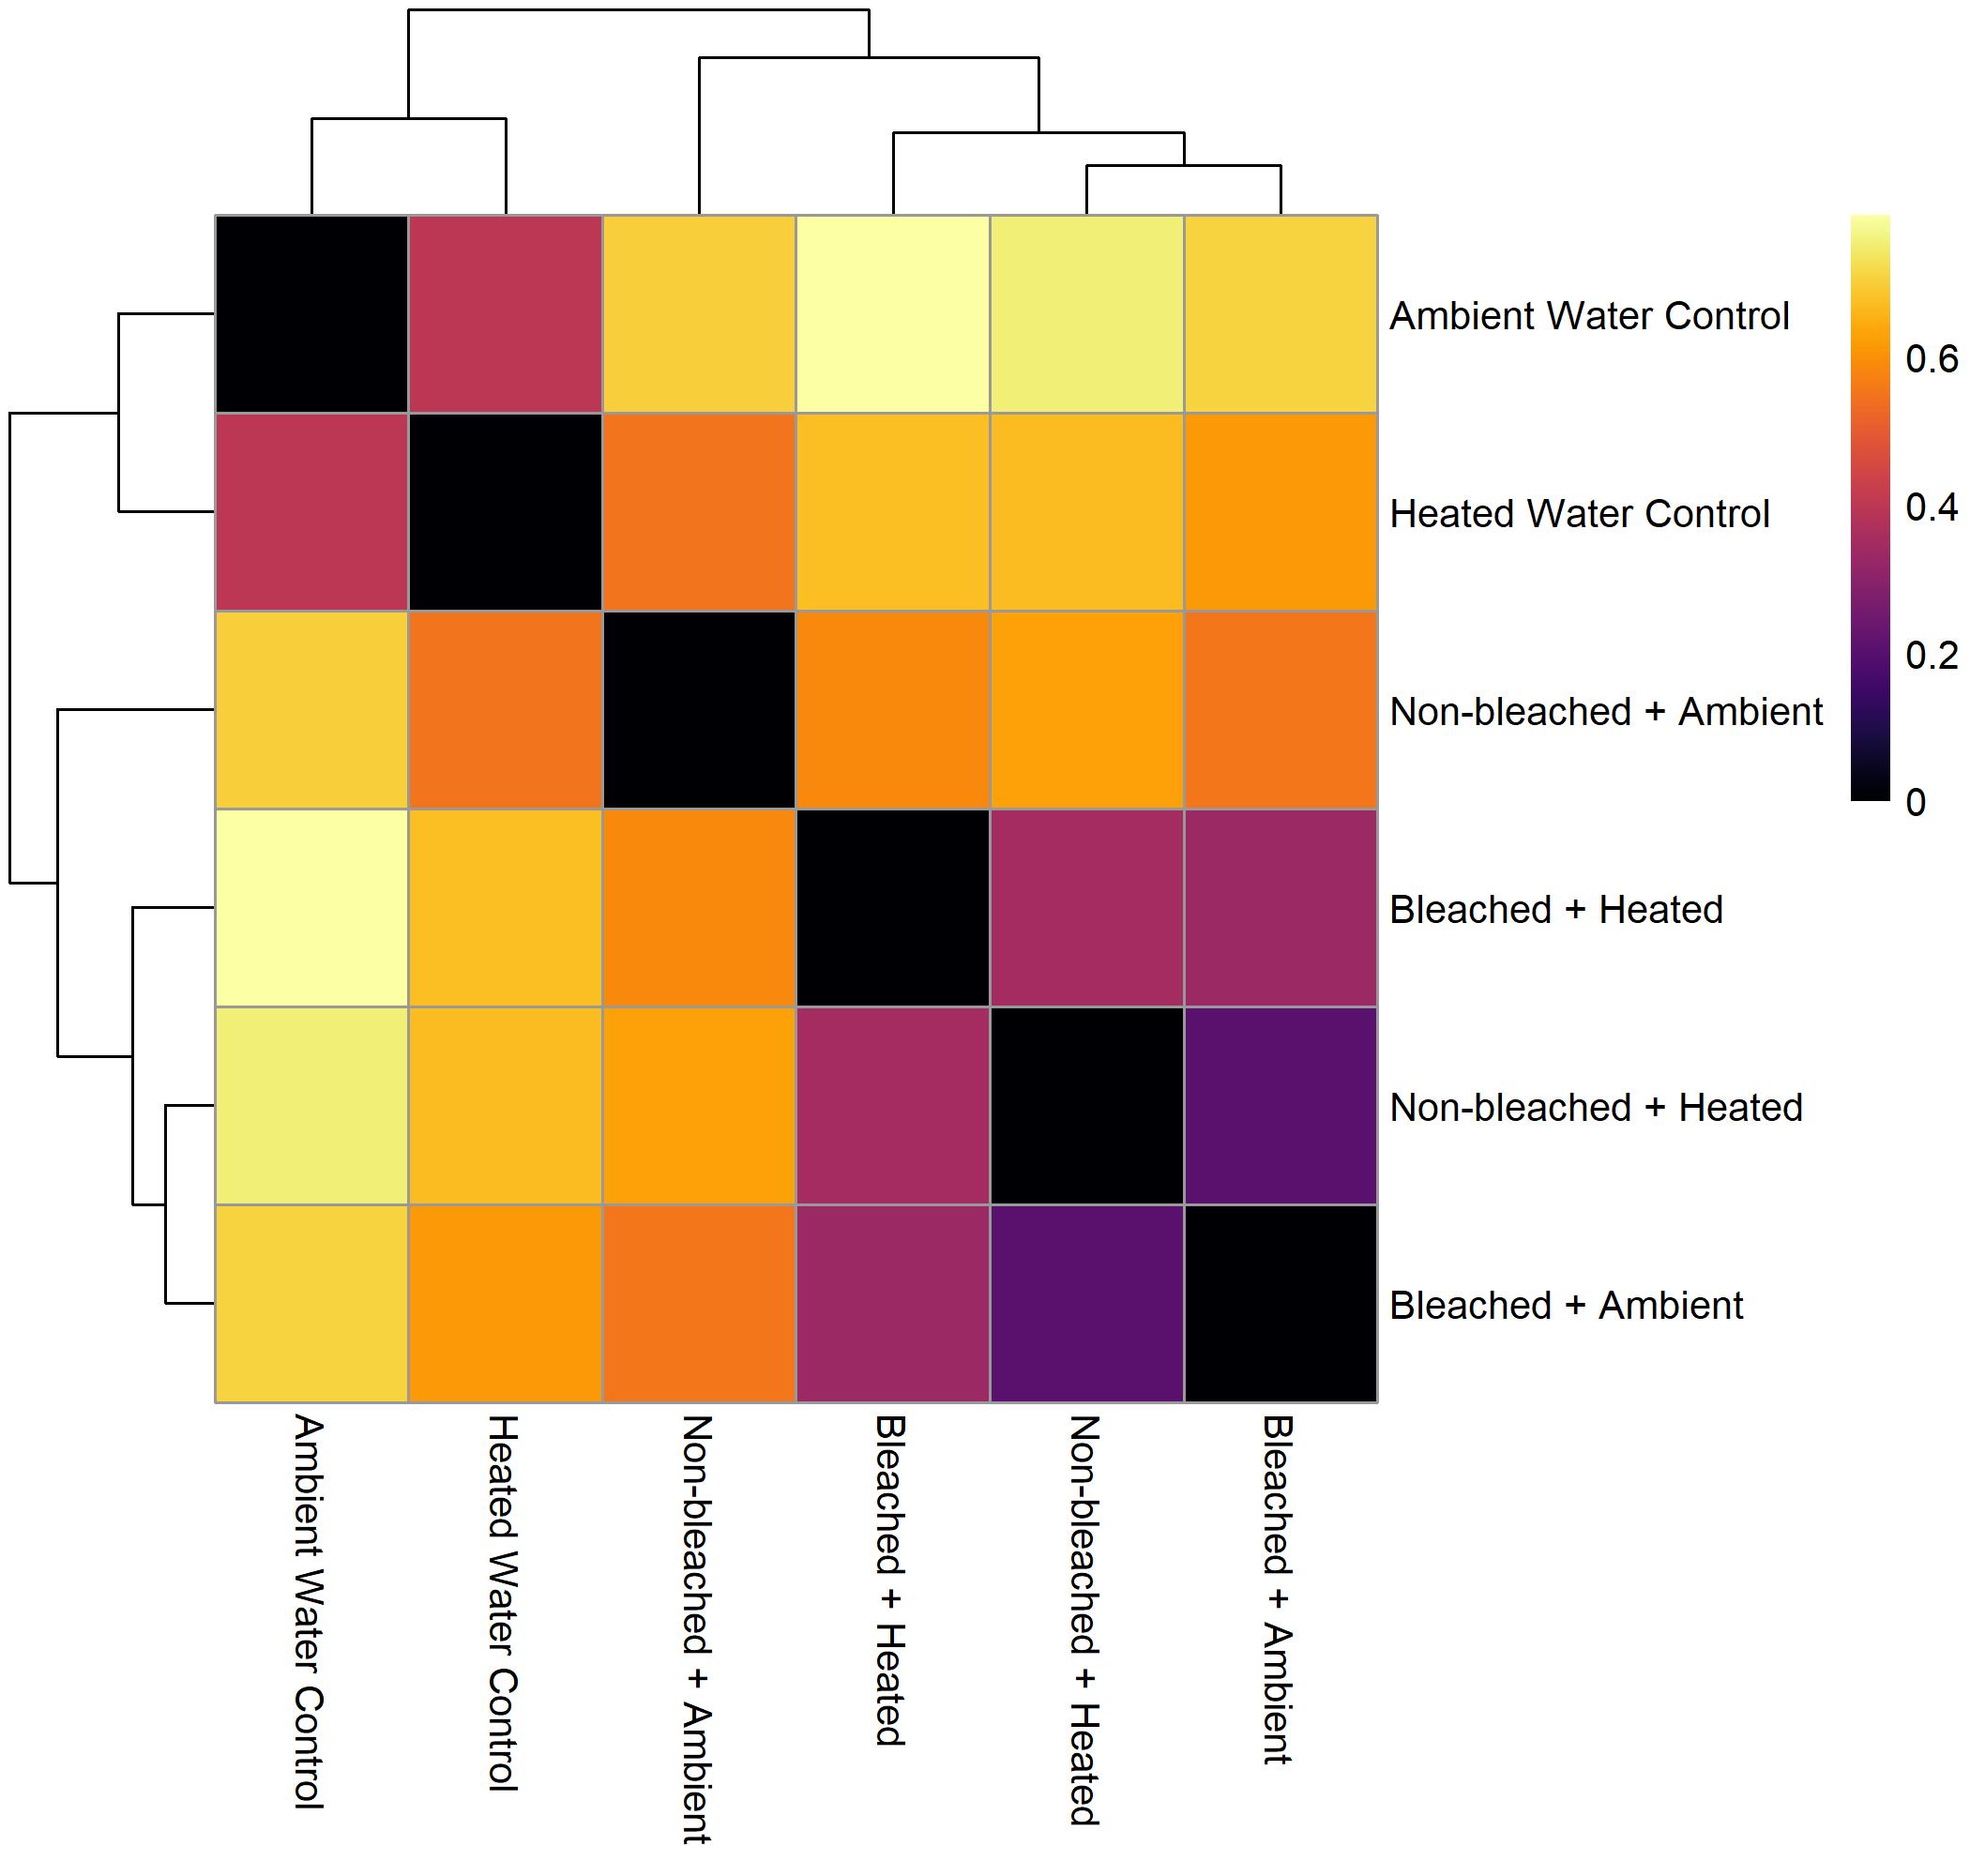 Ambient Water Control
Heated Water Control
Non-bleached + Ambient
Bleached + Heated
Non-bleached + Heated
Bleached + Ambient
0.6
0.4
0.2
0
Ambient Water Control
Heated Water Control
Non-bleached + Ambient
Bleached + Heated
Non-bleached + Heated
Bleached + Ambient